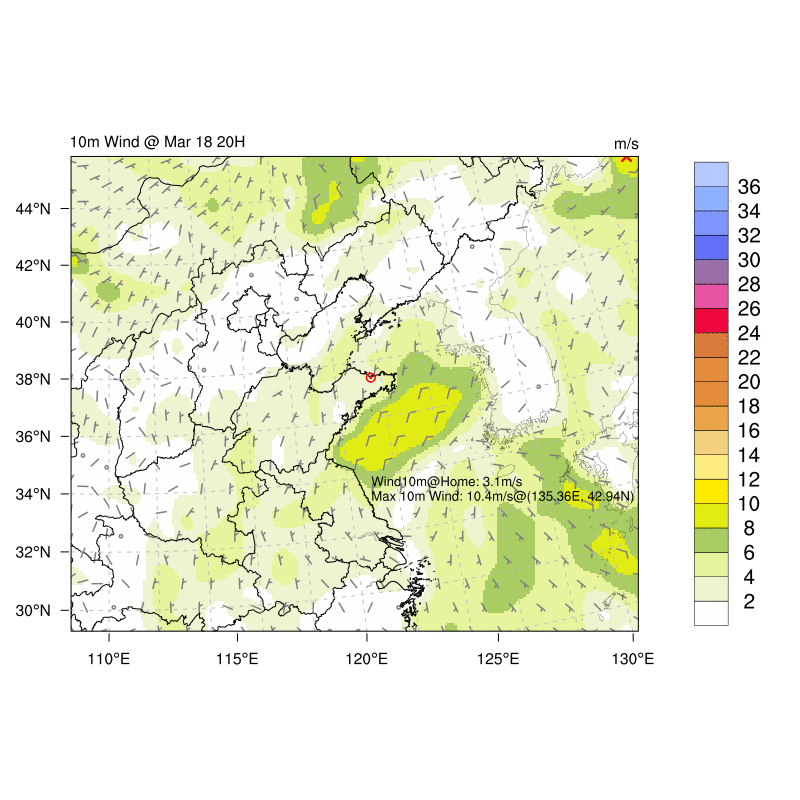 10m Wind @ Mar 18 20H
m/s
44°N
42°N
40°N
38°N
36°N
34°N
32°N
30°N
110°E
115°E
120°E
125°E
130°E
Wind10m@Home: 3.1m/s
Max 10m Wind: 10.4m/s@(135.36E, 42.94N)
36
34
32
30
28
26
24
22
20
18
16
14
12
10
8
6
4
2